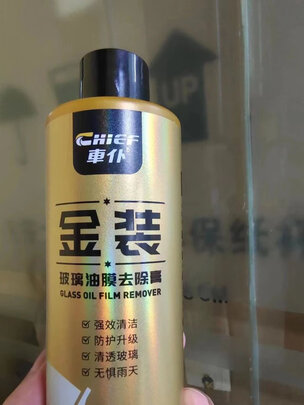 CHIEF
車仆
金装
玻璃油膜去除膏
GLASS OIL FILM REMOVER
强效清洁
防护升级
清透玻璃
无惧雨天
UP